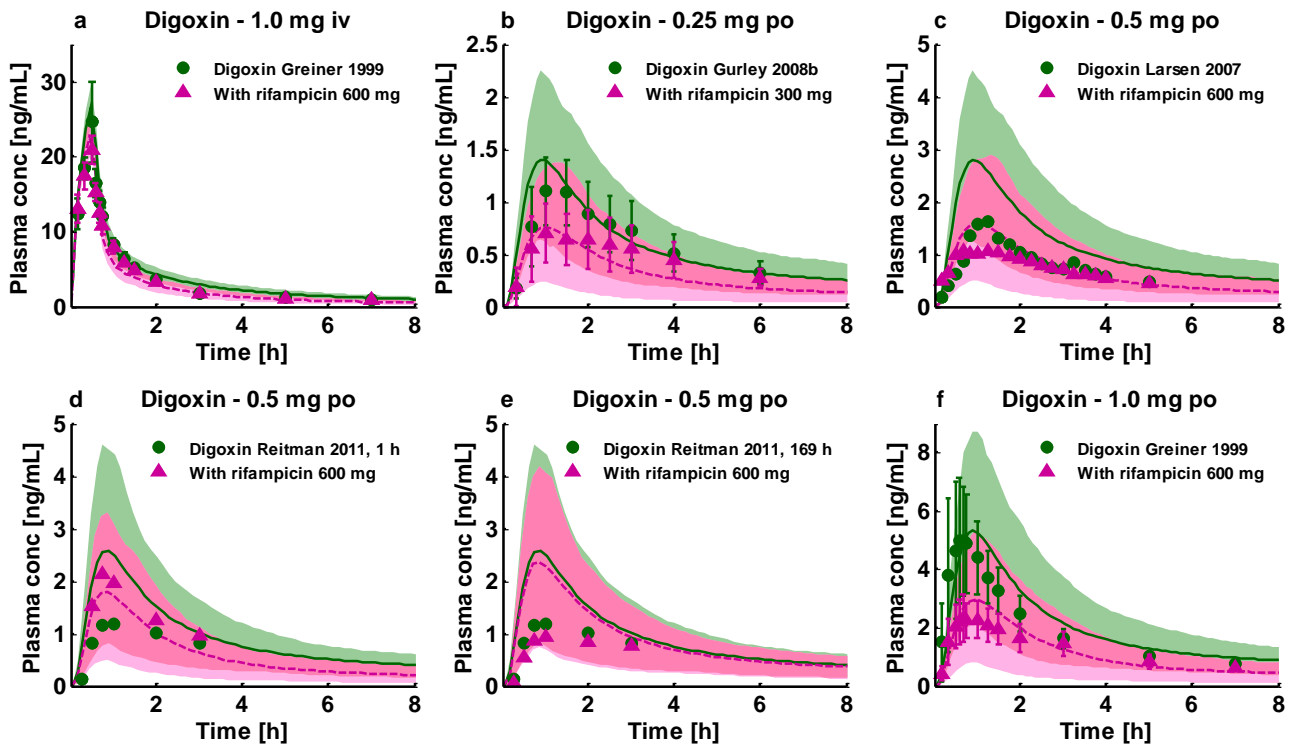 a Digoxin - 1.0 mg iv
Plasma conc [ng/mL]
30
20
10
0
Digoxin Greiner 1999
With rifampicin 600 mg
2 4 6 8
Time [h]
b Digoxin - 0.25 mg po
Plasma conc [ng/mL]
2.5
2
1.5
1
0.5
0
Digoxin Gurley 2008b
With rifampicin 300 mg
2 4 6 8
Time [h]
c Digoxin - 0.5 mg po
Plasma conc [ng/mL]
5
4
3
2
1
0
Digoxin Larsen 2007
With rifampicin 600 mg
2 4 6 8
Time [h]
d Digoxin - 0.5 mg po
Plasma conc [ng/mL]
5
4
3
2
1
0
Digoxin Reitman 2011, 1 h
With rifampicin 600 mg
2 4 6 8
Time [h]
e Digoxin - 0.5 mg po
Plasma conc [ng/mL]
5
4
3
2
1
0
Digoxin Reitman 2011, 169 h
With rifampicin 600 mg
2 4 6 8
Time [h]
f Digoxin - 1.0 mg po
Plasma conc [ng/mL]
8
6
4
2
0
Digoxin Greiner 1999
With rifampicin 600 mg
2 4 6 8
Time [h]